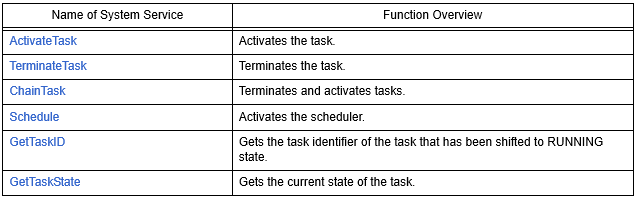 Name of System Service Function Overview
ActivateTask Activates the task.
TerminateTask Terminates the task.
ChainTask Terminates and activates tasks.
Schedule Activates the scheduler.
GetTaskID Gets the task identifier of the task that has been shifted to RUNNING
state.
GetTaskState Gets the current state of the task.